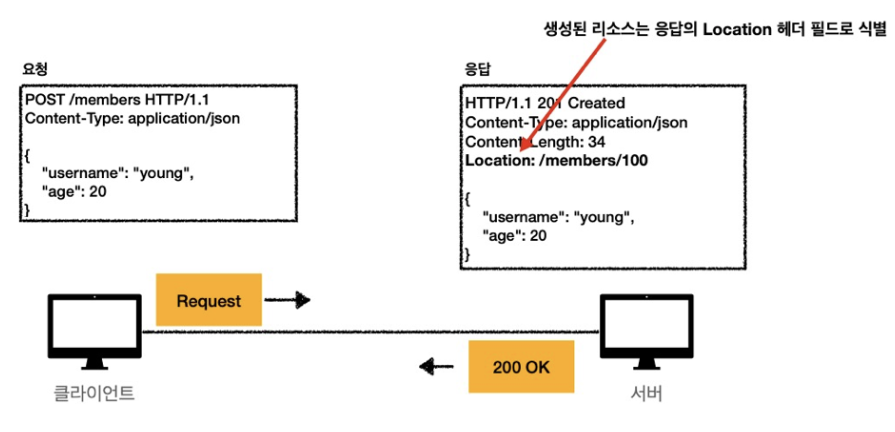 생성된 리소스는 응답의 Location 헤더 필드로 식별
요청
POST /members HTTP/1.1
Content-Type: application/json
{
"username": "young",
"age": 20
}
응답
HTTP/1.1 201 Created
Content-Type: application/json
Content-Length: 34
Location: /members/100
{
"username": "young",
"age": 20
}
Request
200 OK
클라이언트
서버